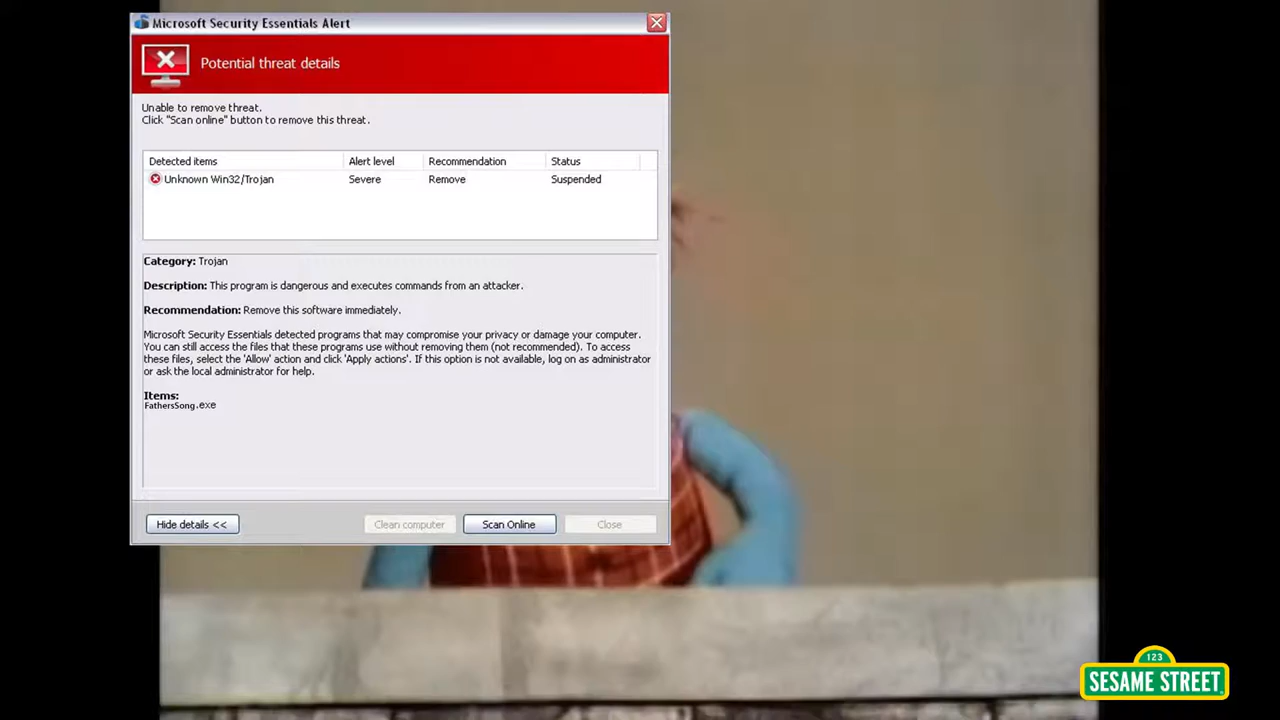 Microsoft Security Essentials Alert
Potential threat details
Unable to remove threat.
Click "Scan online" button to remove this threat.
Detected items Alert level Recommendation Status
Unknown Win32/Trojan Severe Remove Suspended
Category: Trojan
Description: This program is dangerous and executes commands from an attacker.
Recommendation: Remove this software immediately.
Microsoft Security Essentials detected programs that may compromise your privacy or damage your computer.
You can still access the files that these programs use without removing them (not recommended). To access
these files, select the 'Allow' action and click 'Apply actions'. If this option is not available, log on as administrator
or ask the local administrator for help.
Items:
FathersSong.exe
Hide details << Clean computer Scan Online Close
123
SESAME STREET